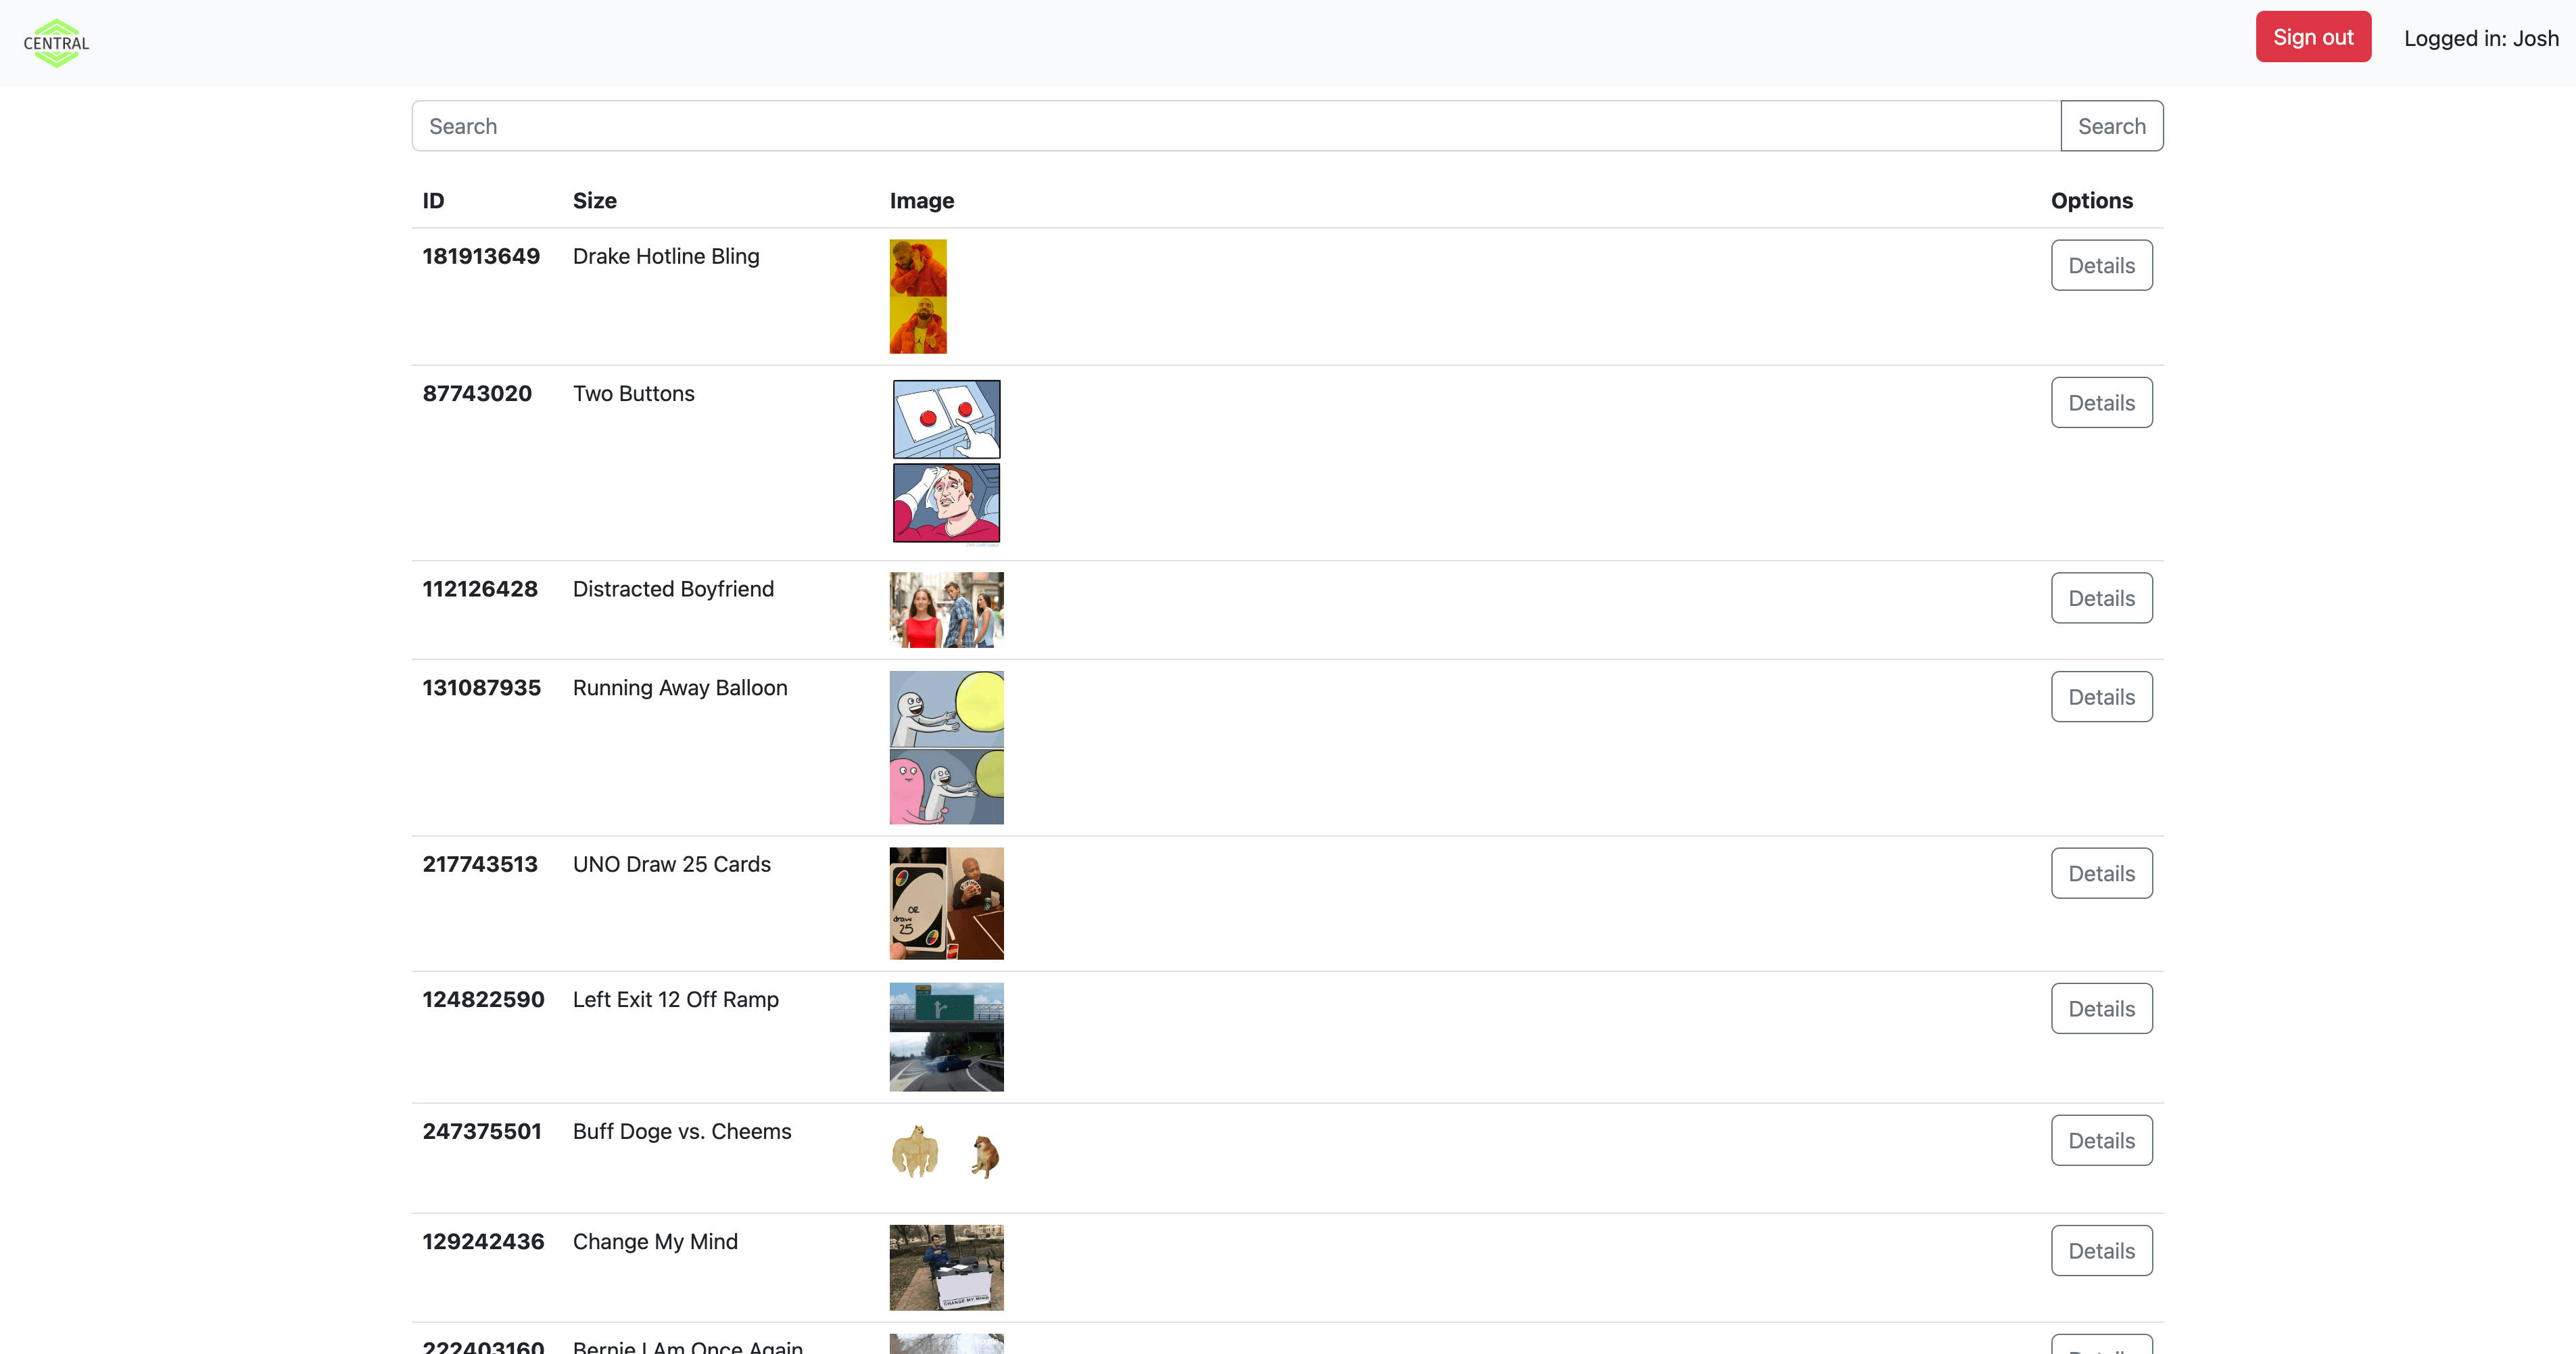 CENTRAL
Sign out
Logged in: Josh
Search
Search
ID Size Image Options
181913649 Drake Hotline Bling Details
87743020 Two Buttons Details
112126428 Distracted Boyfriend Details
131087935 Running Away Balloon Details
217743513 UNO Draw 25 Cards Details
OR
draw
25
124822590 Left Exit 12 Off Ramp Details
247375501 Buff Doge vs. Cheems Details
129242436 Change My Mind Details
CHANGE MY MIND
222403160 Bernie I Am Once Again